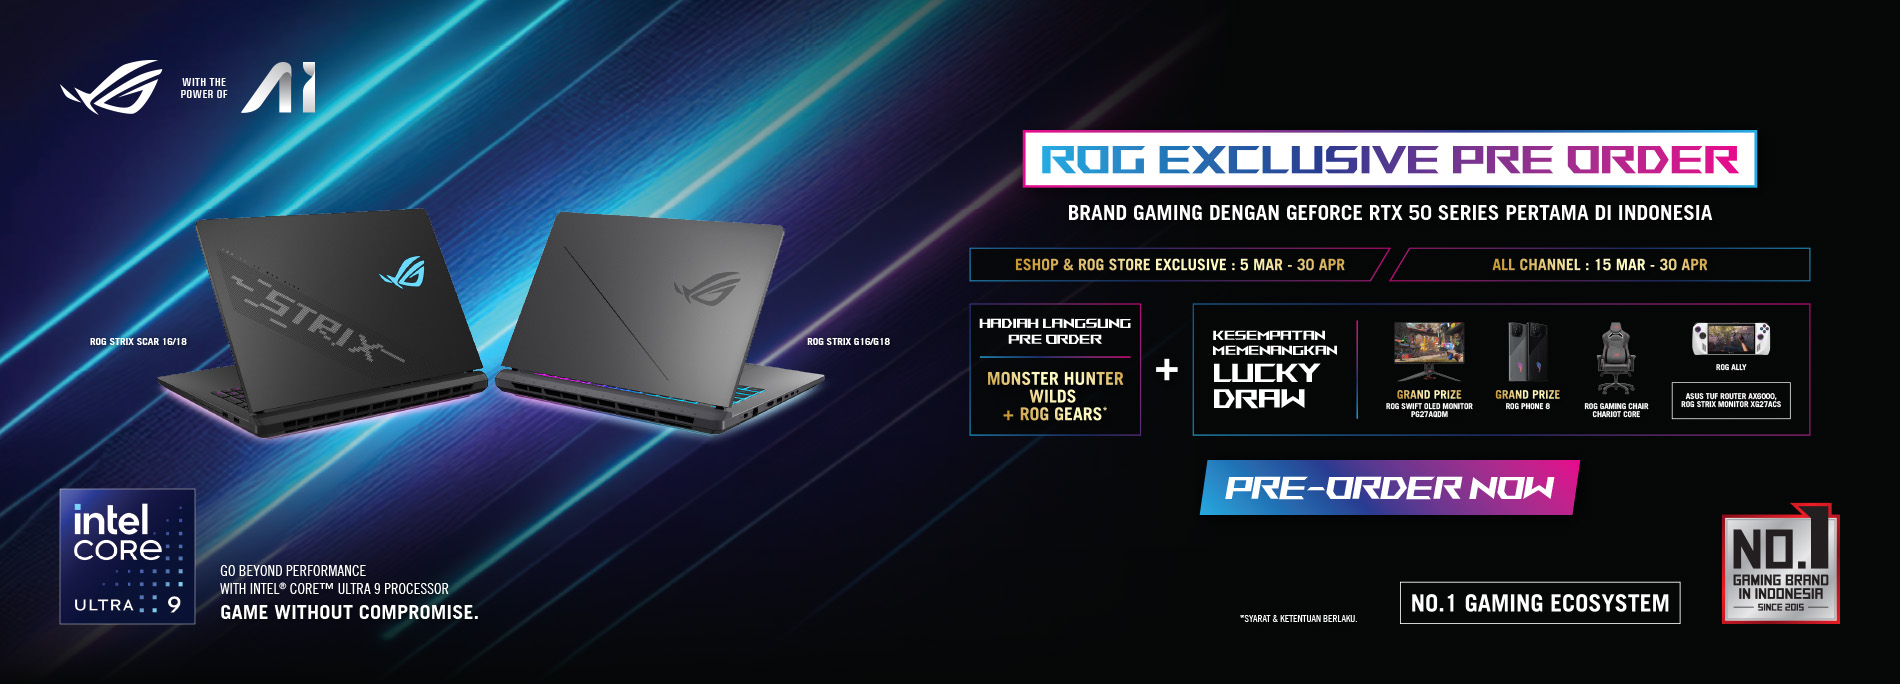 WITH THE
POWER OF
AI
ROG EXCLUSIVE PRE ORDER
BRAND GAMING DENGAN GEFORCE RTX 50 SERIES PERTAMA DI INDONESIA
ESHOP & ROG STORE EXCLUSIVE : 5 MAR - 30 APR
ALL CHANNEL : 15 MAR - 30 APR
HADIAH LANGSUNG
PRE ORDER
MONSTER HUNTER
WILDS
+ ROG GEARS*
+
KESEMPATAN
MEMENANGKAN
LUCKY
DRAW
GRAND PRIZE
ROG SWIFT OLED MONITOR
PG27AQDM
GRAND PRIZE
ROG PHONE 8
ROG GAMING CHAIR
CHARIOT CORE
ROG ALLY
ASUS TUF ROUTER AX6000,
ROG STRIX MONITOR XG27ACS
STRIX
ROG STRIX SCAR 16/18
ROG STRIX G16/G18
PRE-ORDER NOW
intel
CORE
ULTRA 9
GO BEYOND PERFORMANCE
WITH INTEL® CORE™ ULTRA 9 PROCESSOR
GAME WITHOUT COMPROMISE.
*SYARAT & KETENTUAN BERLAKU.
NO.1 GAMING ECOSYSTEM
NO.1
GAMING BRAND
IN INDONESIA
SINCE 2015